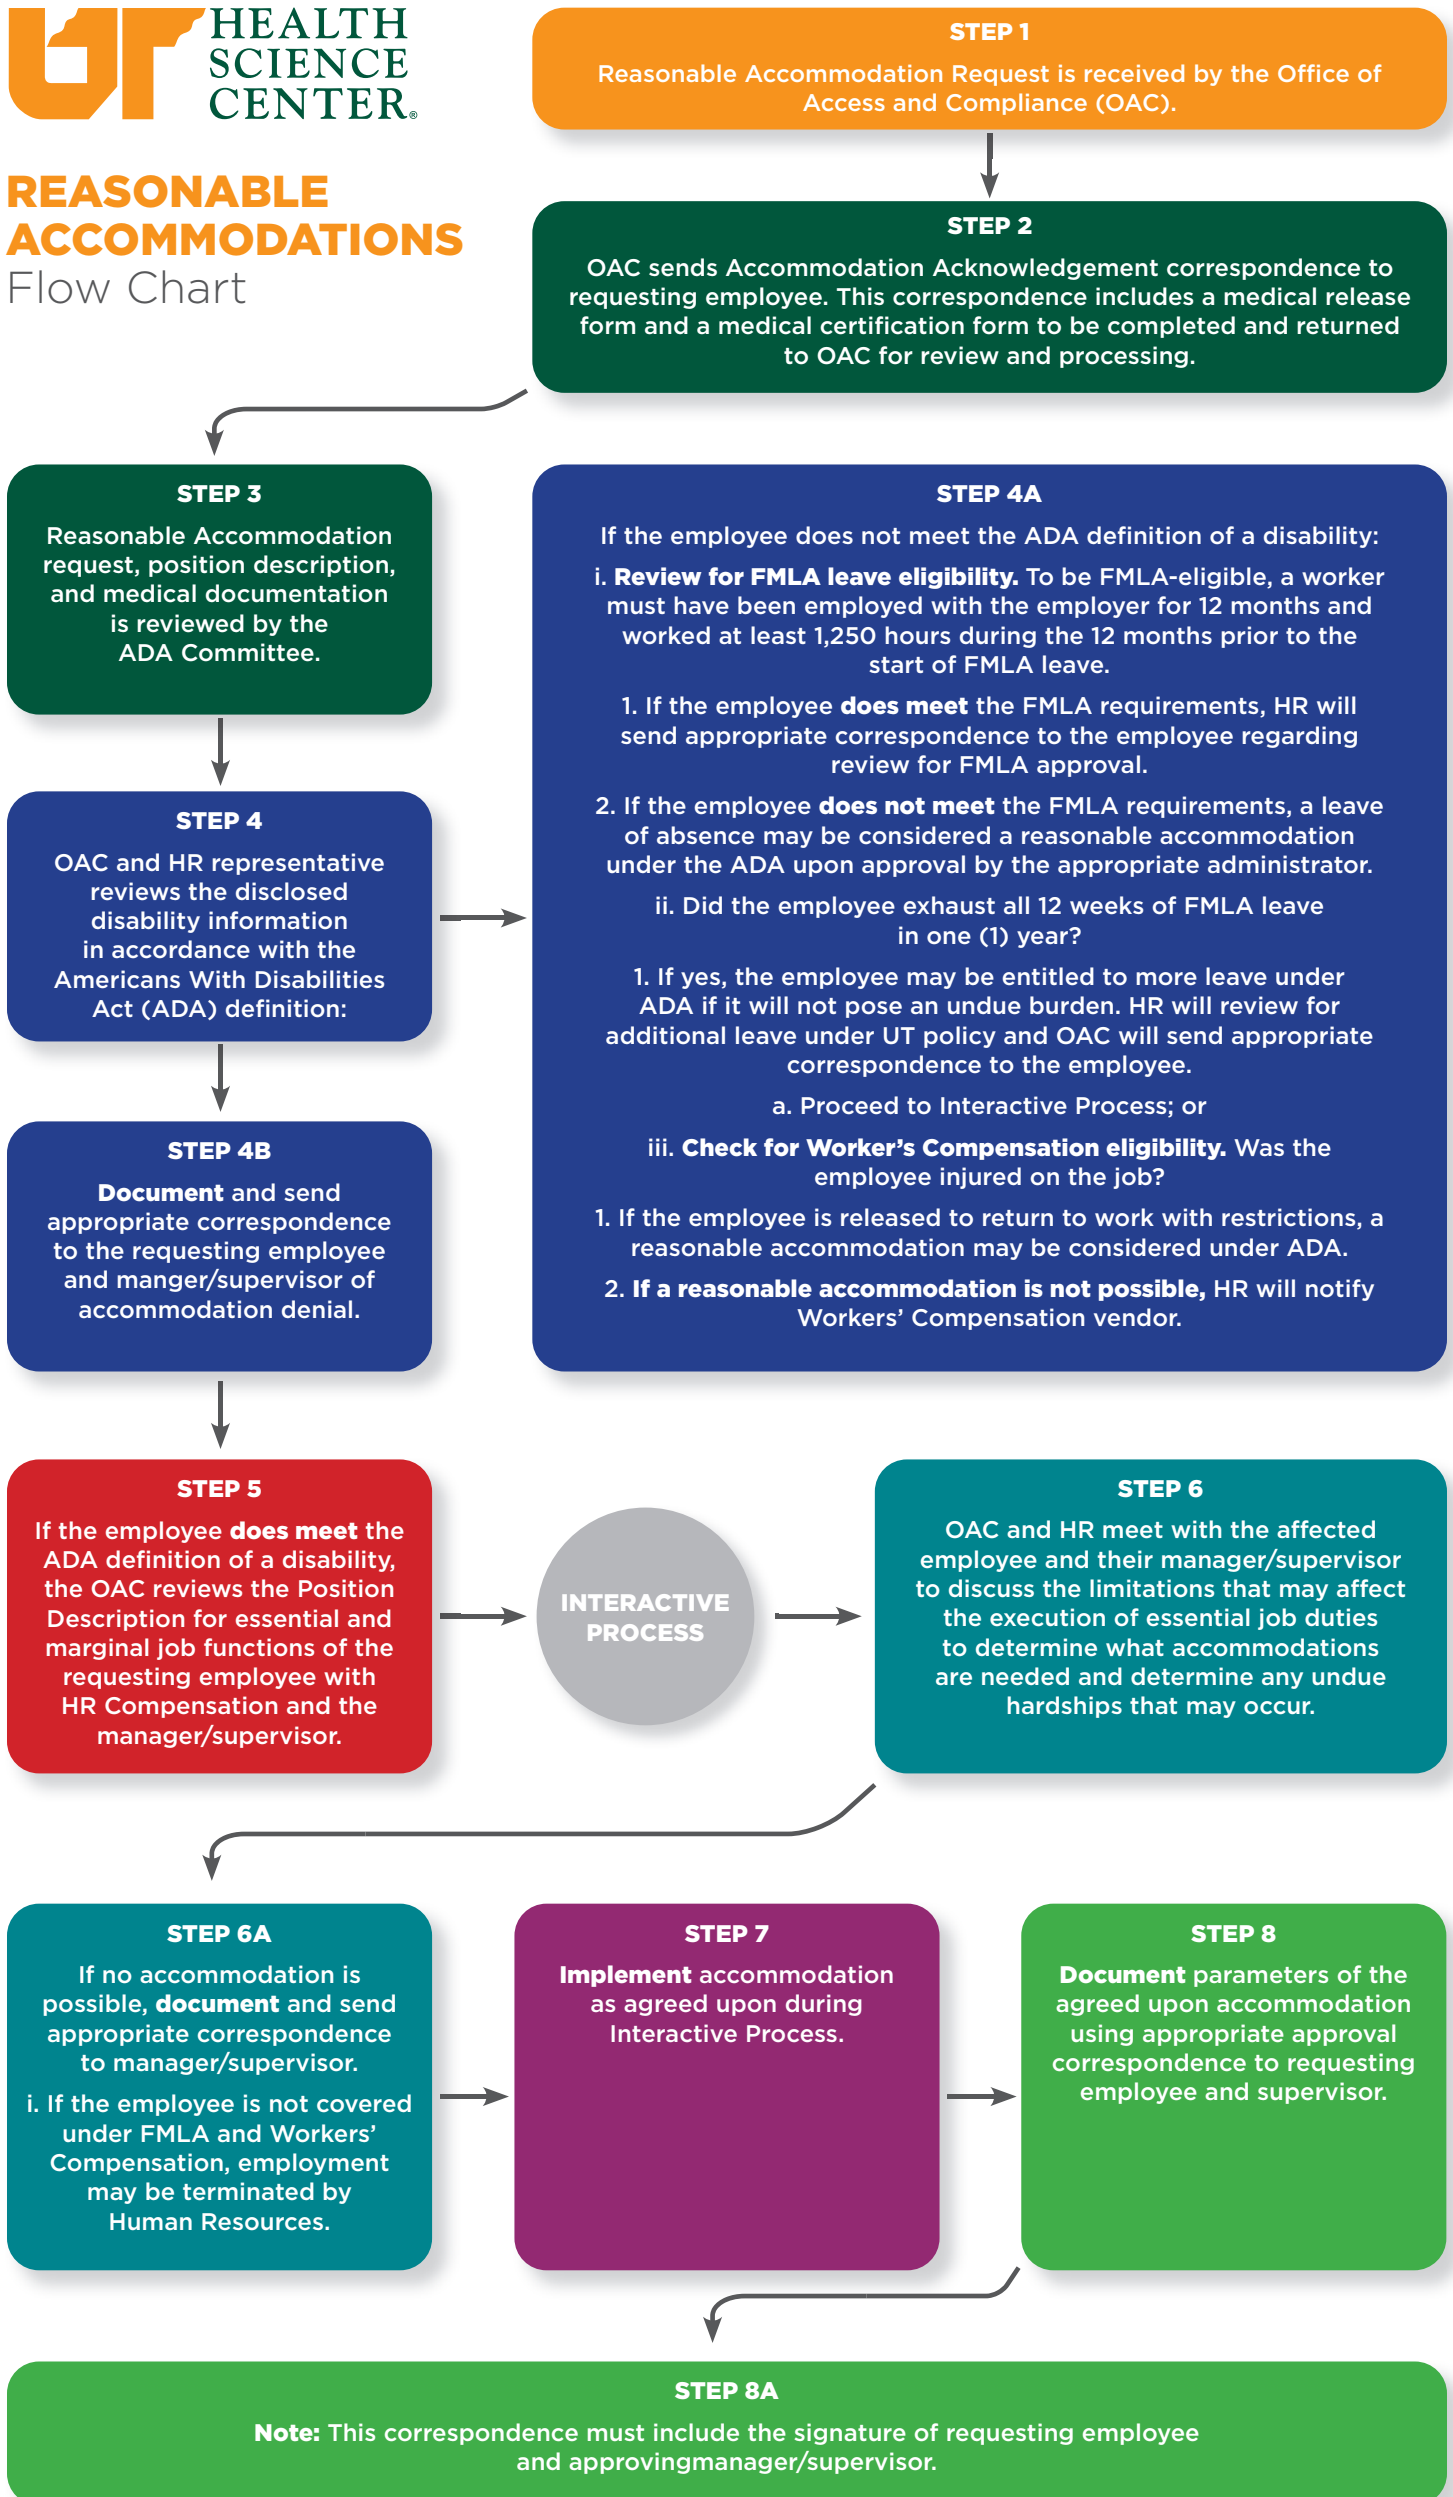 UT HEALTH
SCIENCE
CENTER®
REASONABLE
ACCOMMODATIONS
Flow Chart
STEP 1
Reasonable Accommodation Request is received by the Office of
Access and Compliance (OAC).
STEP 2
OAC sends Accommodation Acknowledgement correspondence to
requesting employee. This correspondence includes a medical release
form and a medical certification form to be completed and returned
to OAC for review and processing.
STEP 3
Reasonable Accommodation
request, position description,
and medical documentation
is reviewed by the
ADA Committee.
STEP 4
OAC and HR representative
reviews the disclosed
disability information
in accordance with the
Americans With Disabilities
Act (ADA) definition:
STEP 4A
If the employee does not meet the ADA definition of a disability:
i. Review for FMLA leave eligibility. To be FMLA-eligible, a worker
must have been employed with the employer for 12 months and
worked at least 1,250 hours during the 12 months prior to the
start of FMLA leave.
1. If the employee does meet the FMLA requirements, HR will
send appropriate correspondence to the employee regarding
review for FMLA approval.
2. If the employee does not meet the FMLA requirements, a leave
of absence may be considered a reasonable accommodation
under the ADA upon approval by the appropriate administrator.
ii. Did the employee exhaust all 12 weeks of FMLA leave
in one (1) year?
1. If yes, the employee may be entitled to more leave under
ADA if it will not pose an undue burden. HR will review for
additional leave under UT policy and OAC will send appropriate
correspondence to the employee.
a. Proceed to Interactive Process; or
iii. Check for Worker's Compensation eligibility. Was the
employee injured on the job?
1. If the employee is released to return to work with restrictions, a
reasonable accommodation may be considered under ADA.
2. If a reasonable accommodation is not possible, HR will notify
Workers' Compensation vendor.
STEP 4B
Document and send
appropriate correspondence
to the requesting employee
and manger/supervisor of
accommodation denial.
STEP 5
If the employee does meet the
ADA definition of a disability,
the OAC reviews the Position
Description for essential and
marginal job functions of the
requesting employee with
HR Compensation and the
manager/supervisor.
INTERACTIVE
PROCESS
STEP 6
OAC and HR meet with the affected
employee and their manager/supervisor
to discuss the limitations that may affect
the execution of essential job duties
to determine what accommodations
are needed and determine any undue
hardships that may occur.
STEP 6A
If no accommodation is
possible, document and send
appropriate correspondence
to manager/supervisor.
i. If the employee is not covered
under FMLA and Workers'
Compensation, employment
may be terminated by
Human Resources.
STEP 7
Implement accommodation
as agreed upon during
Interactive Process.
STEP 8
Document parameters of the
agreed upon accommodation
using appropriate approval
correspondence to requesting
employee and supervisor.
STEP 8A
Note: This correspondence must include the signature of requesting employee
and approvingmanager/supervisor.